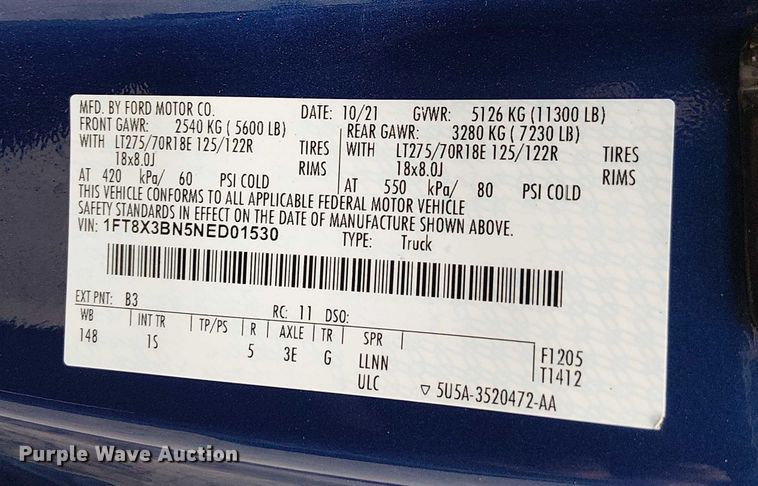 MFD. BY FORD MOTOR CO. DATE: 10/21 GVWR: 5126 KG (11300 LB)
FRONT GAWR: 2540 KG ( 5600 LB) REAR GAWR: 3280 KG ( 7230 LB)
WITH LT275/70R18E 125/122R TIRES WITH LT275/70R18E 125/122R TIRES
18x8.0J RIMS 18x8.0J RIMS
AT 420 kPa/ 60 PSI COLD AT 550 kPa/ 80 PSI COLD
THIS VEHICLE CONFORMS TO ALL APPLICABLE FEDERAL MOTOR VEHICLE
SAFETY STANDARDS IN EFFECT ON THE DATE OF MANUFACTURE SHOWN ABOVE.
VIN: 1FT8X3BN5NED01530 TYPE: Truck
EXT PNT: B3 RC: 11 DSO:
WB INT TR TP/PS R AXLE TR SPR F1205
148 1S 5 3E G LLNN T1412
ULC ▽ 5U5A-3520472-AA
Purple Wave Auction